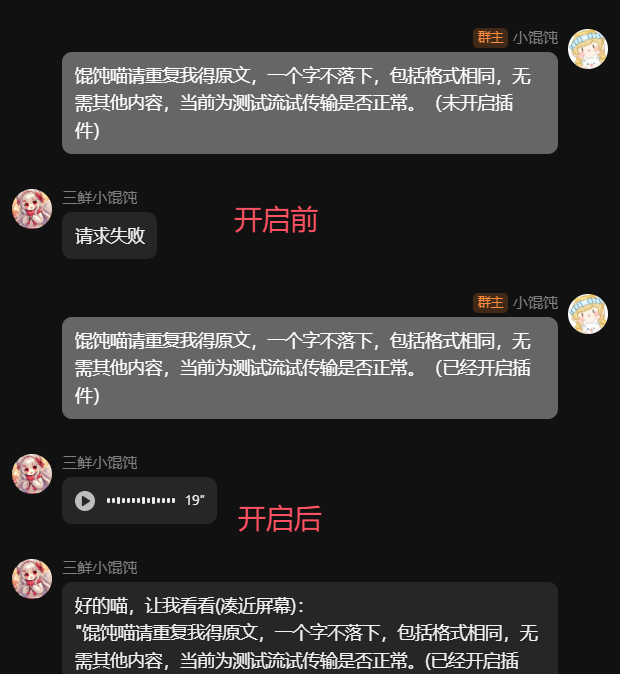 群主 小馄饨
馄饨喵请重复我得原文，一个字不落下，包括格式相同，无
需其他内容，当前为测试流试传输是否正常。（未开启插
件）
三鲜小馄饨
请求失败
开启前
群主 小馄饨
馄饨喵请重复我得原文，一个字不落下，包括格式相同，无
需其他内容，当前为测试流试传输是否正常。（已经开启插
件）
三鲜小馄饨
19"
开启后
三鲜小馄饨
好的喵，让我看看(凑近屏幕)：
"馄饨喵请重复我得原文，一个字不落下，包括格式相同，无
需其他内容，当前为测试流试传输是否正常。(已经开启插